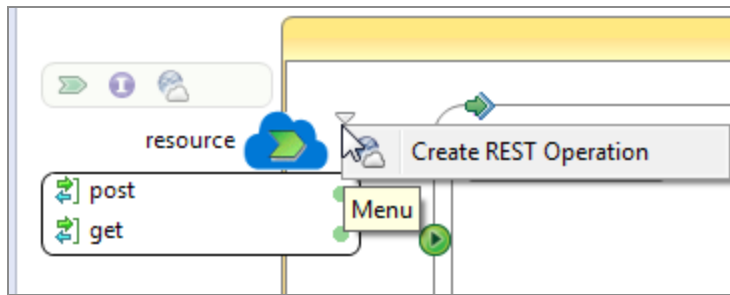 resource
Create REST Operation
post
Menu
get